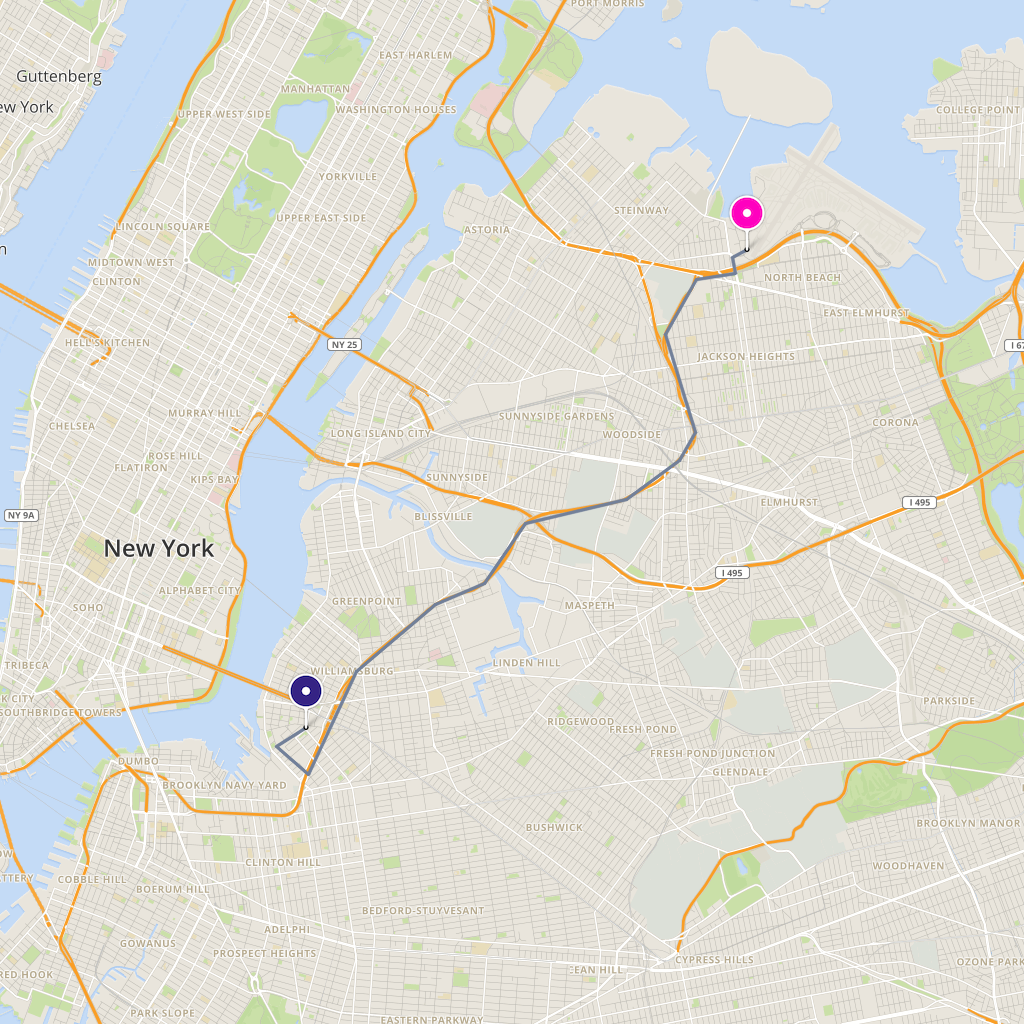 PORT MORRIS
EAST HARLEM
Guttenberg
MANHATTAN
ew York
UPPER WEST SIDE
WASHINGTON HOUSES
COLLEGE POINT
YORKVILLE
STEINWAY
UPPER EAST SIDE
LINCOLN SQUARE
ASTORIA
n
MIDTOWN WEST
CLINTON
NORTH BEACH
EAST ELMHURST
HELL'S KITCHEN
NY 25
I 67
JACKSON HEIGHTS
MURRAY HILL
SUNNYSIDE GARDENS
CHELSEA
CORONA
LONG ISLAND CITY
WOODSIDE
ROSE HILL
FLATIRON
KIPS BAY
SUNNYSIDE
ELMHURST
I 495
NY 9A
BLISSVILLE
New York
I 495
ALPHABET CITY
GREENPOINT
SOHO
MASPETH
TRIBECA
LINDEN HILL
WILLIAMSBURG
K CITY
PARKSIDE
SOUTHBRIDGE TOWERS
RIDGEWOOD
FRESH POND
FRESH POND JUNCTION
DUMBO
GLENDALE
BROOKLYN NAVY YARD
BROOKLYN MANOR
BUSHWICK
OW
CLINTON HILL
WOODHAVEN
TTERY
COBBLE HILL
BOERUM HILL
BEDFORD-STUYVESANT
ADELPHI
GOWANUS
PROSPECT HEIGHTS
CYPRESS HILLS
OZONE PARK
RED HOOK
EAN HILL
PARK SLOPE
EASTERN-PARKWAY